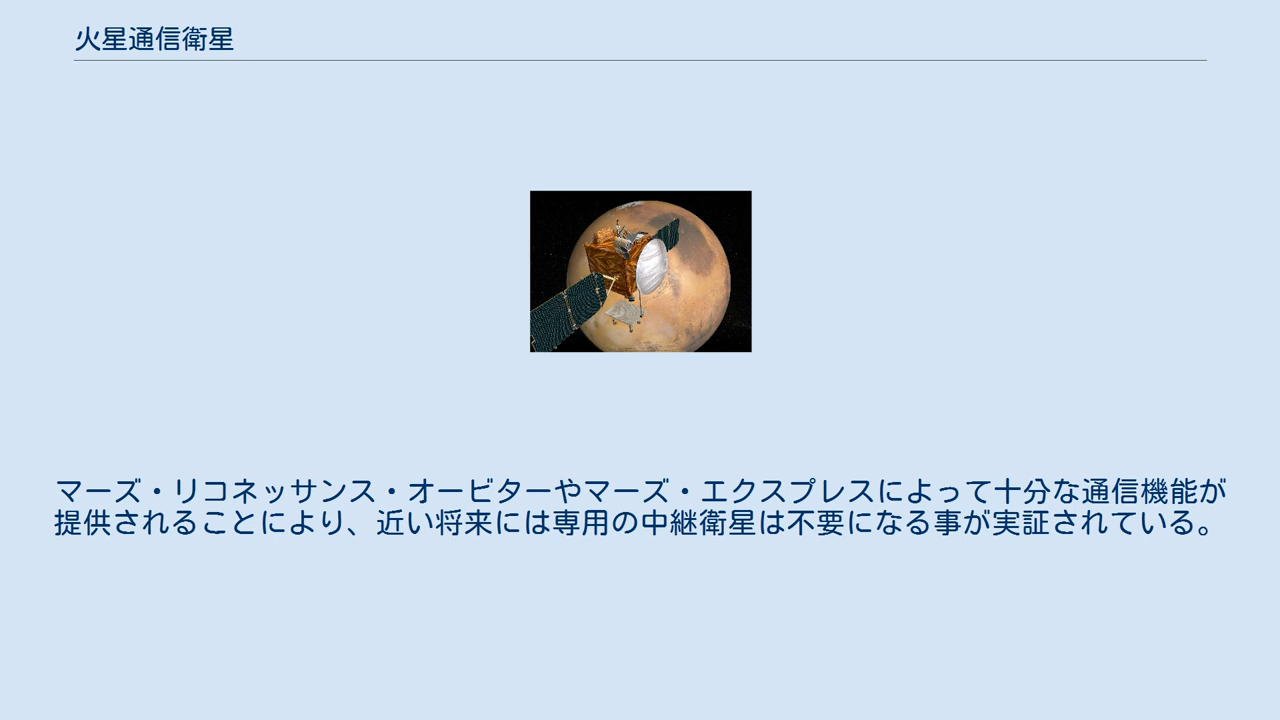 火星通信衛星
マーズ・リコネッサンス・オービターやマーズ・エクスプレスによって十分な通信機能が
提供されることにより、近い将来には専用の中継衛星は不要になる事が実証されている。